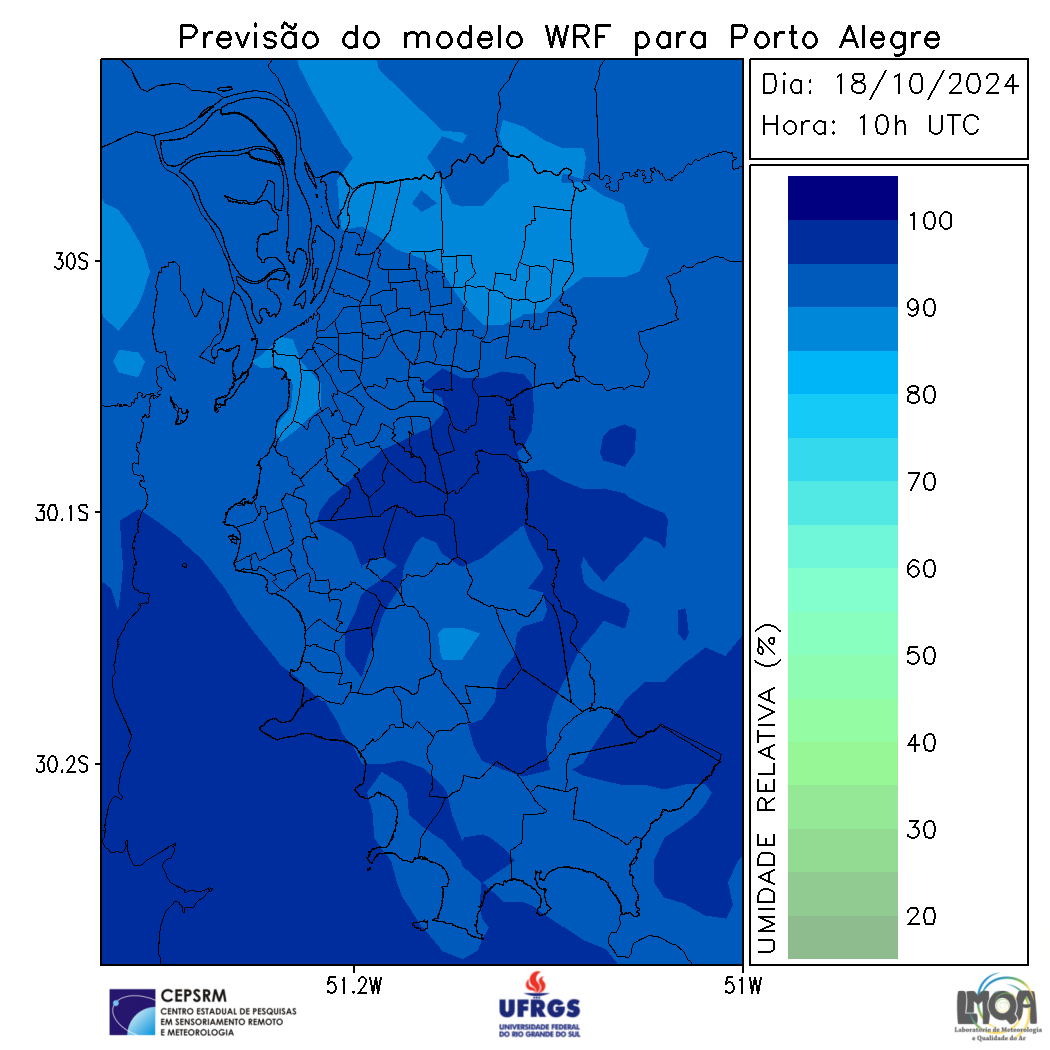 Previsão do modelo WRF para Porto Alegre
Dia: 18/10/2024
Hora: 10h UTC
30S
30.1S
30.2S
51.2W
51W
UMIDADE RELATIVA (%)
100
90
80
70
60
50
40
30
20
CEPSRM
CENTRO ESTADUAL DE PESQUISAS
EM SENSORIAMENTO REMOTO
E METEOROLOGIA
UFRGS
UNIVERSIDADE FEDERAL
DO RIO GRANDE DO SUL
LMQA
Laboratório de Meteorologia
e Qualidade do Ar